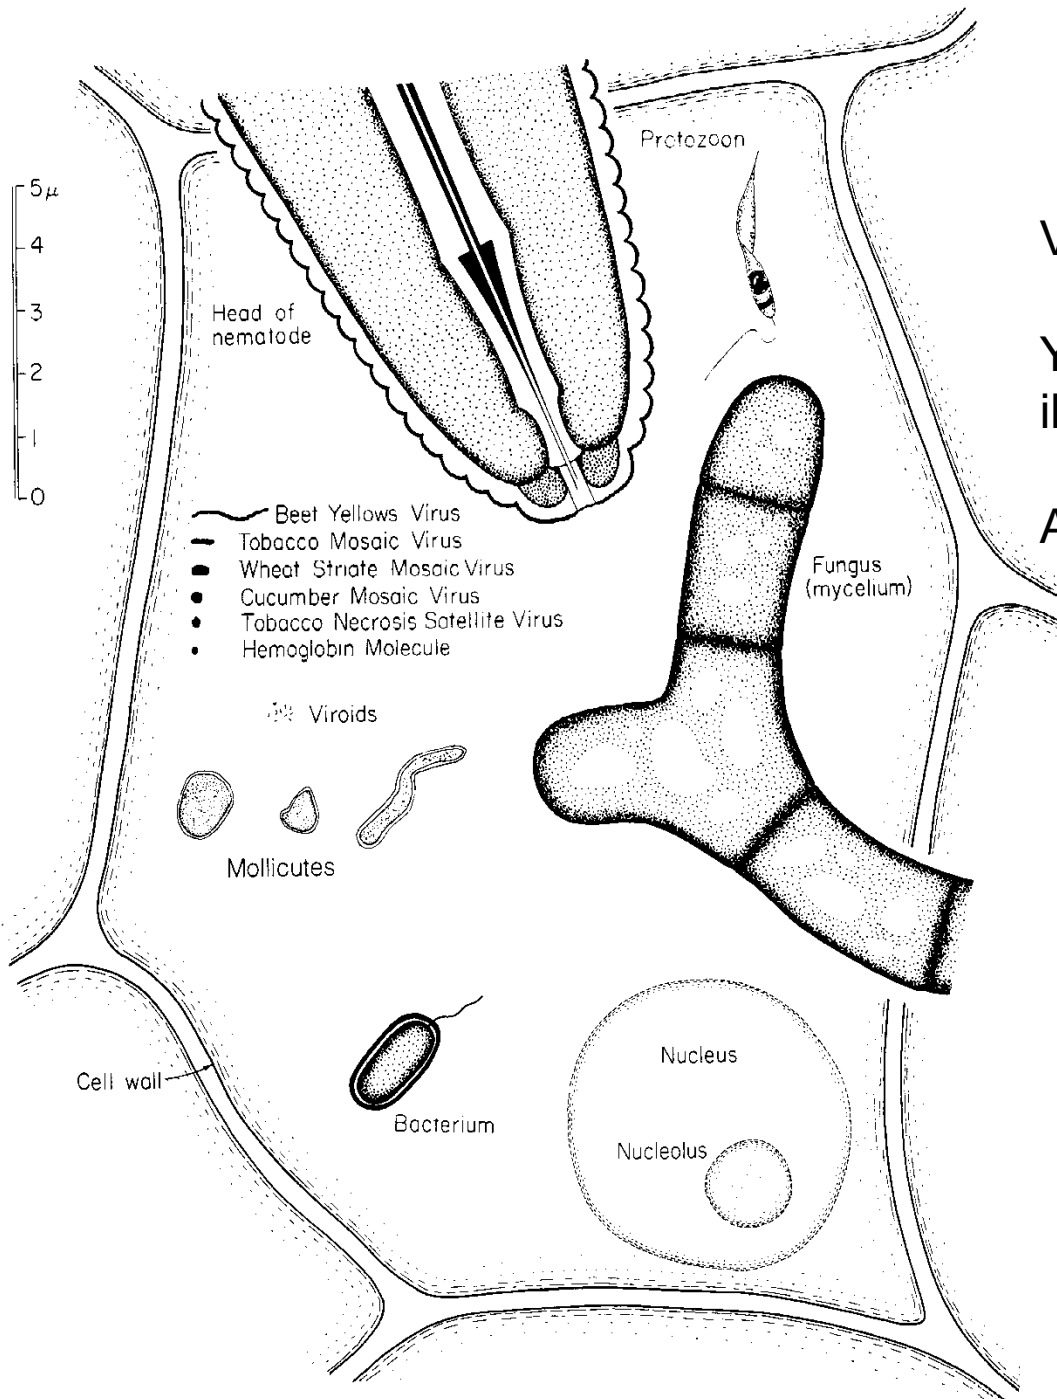 Protozoon
5μ
4
3
2
1
0
Head of
nematode
Beet Yellows Virus
Tobacco Mosaic Virus
Wheat Striate Mosaic Virus
Cucumber Mosaic Virus
Tobacco Necrosis Satellite Virus
Hemoglobin Molecule
Viroids
Mollicutes
Fungus
(mycelium)
Cell wall
Bacterium
Nucleus
Nucleolus
V
Y
A